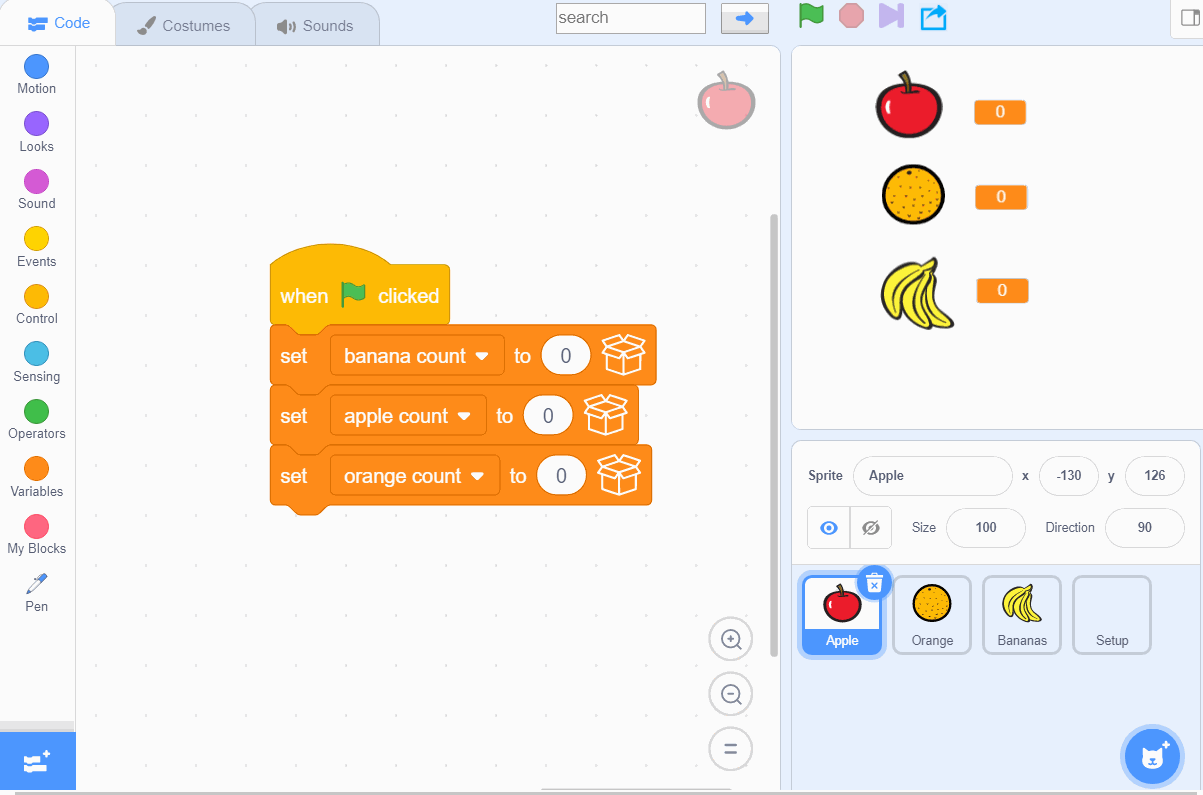 Code Costumes Sounds search
Motion
Looks
Sound
Events
Control
Sensing
Operators
Variables
My Blocks
Pen
when clicked
set banana count to 0
set apple count to 0
set orange count to 0
0
0
0
Sprite Apple x -130 y 126
Size 100 Direction 90
Apple Orange Bananas Setup